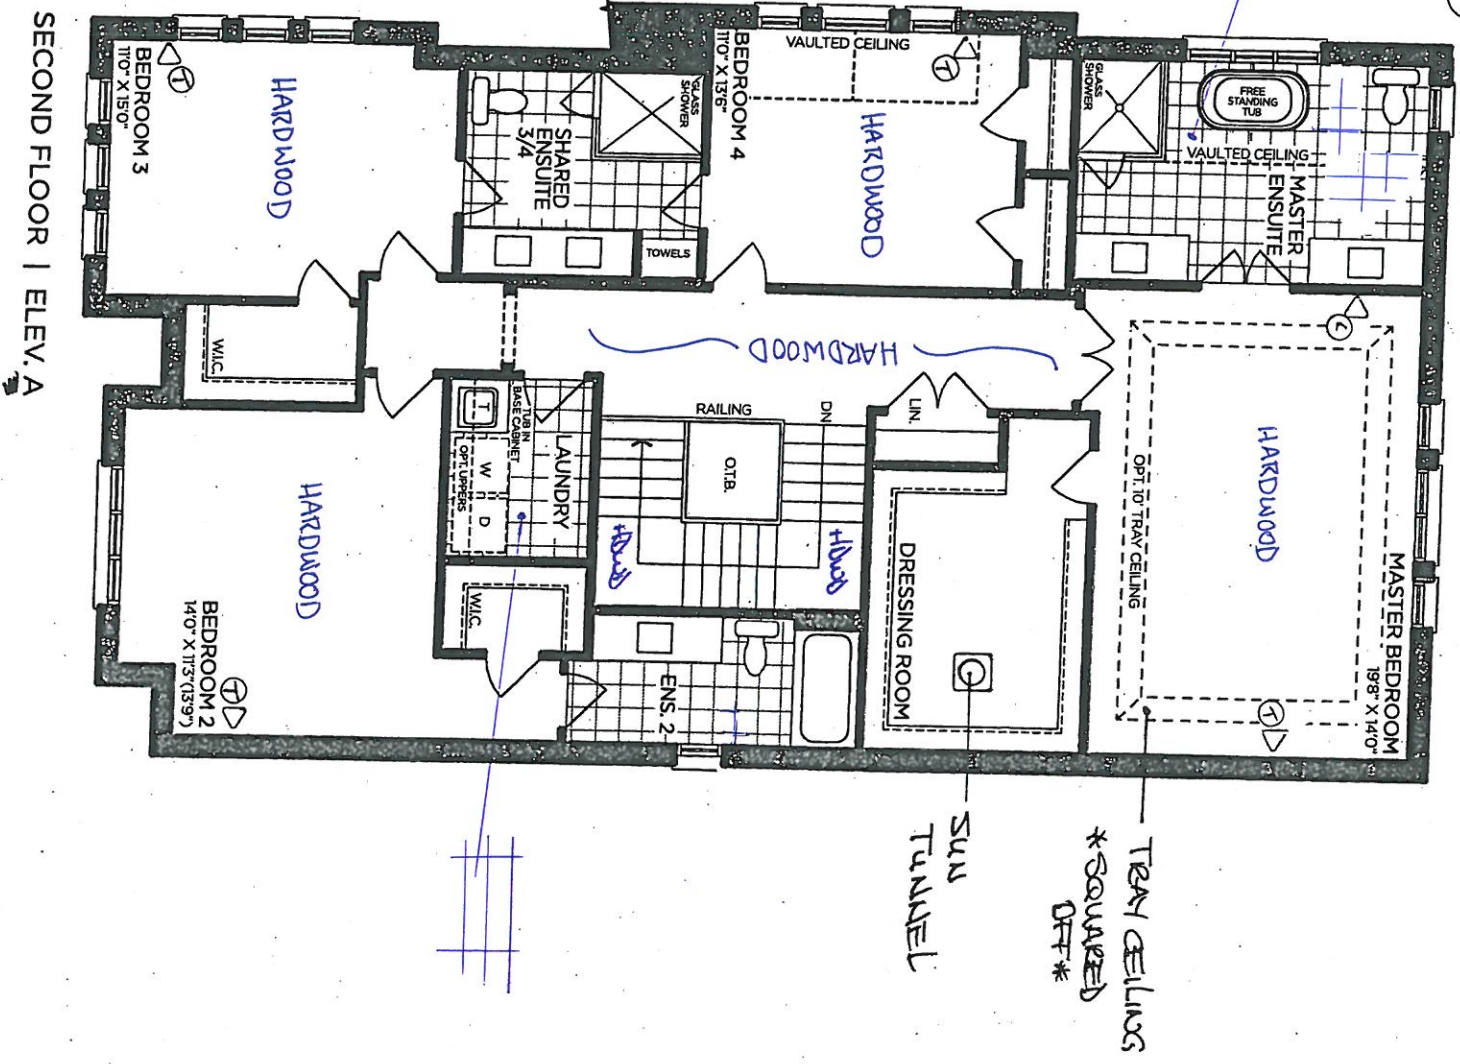 SECOND FLOOR | ELEV. A
BEDROOM 3
11'0" X 15'0"
T
HARDWOOD
SHARED
ENSUITE
3/4
GLASS
SHOWER
TOWELS
BEDROOM 4
11'0" X 13'6"
VAULTED CEILING
T
HARDWOOD
GLASS
SHOWER
FREE
STANDING
TUB
VAULTED CEILING
MASTER
ENSUITE
W.I.C.
HARDWOOD
C
LIN.
RAILING
DN
O.T.B.
HDWD
HDWD
TUB IN
BASE CABINET
T
W
D
OPT. UPPERS
LAUNDRY
W.I.C.
HARDWOOD
BEDROOM 2
14'0" X 11'3"(13'9")
T
ENS. 2
DRESSING ROOM
HARDWOOD
OPT. 10' TRAY CEILING
MASTER BEDROOM
19'8" X 14'0"
T
SUN
TUNNEL
TRAY CEILING
*SQUARED
OFF*